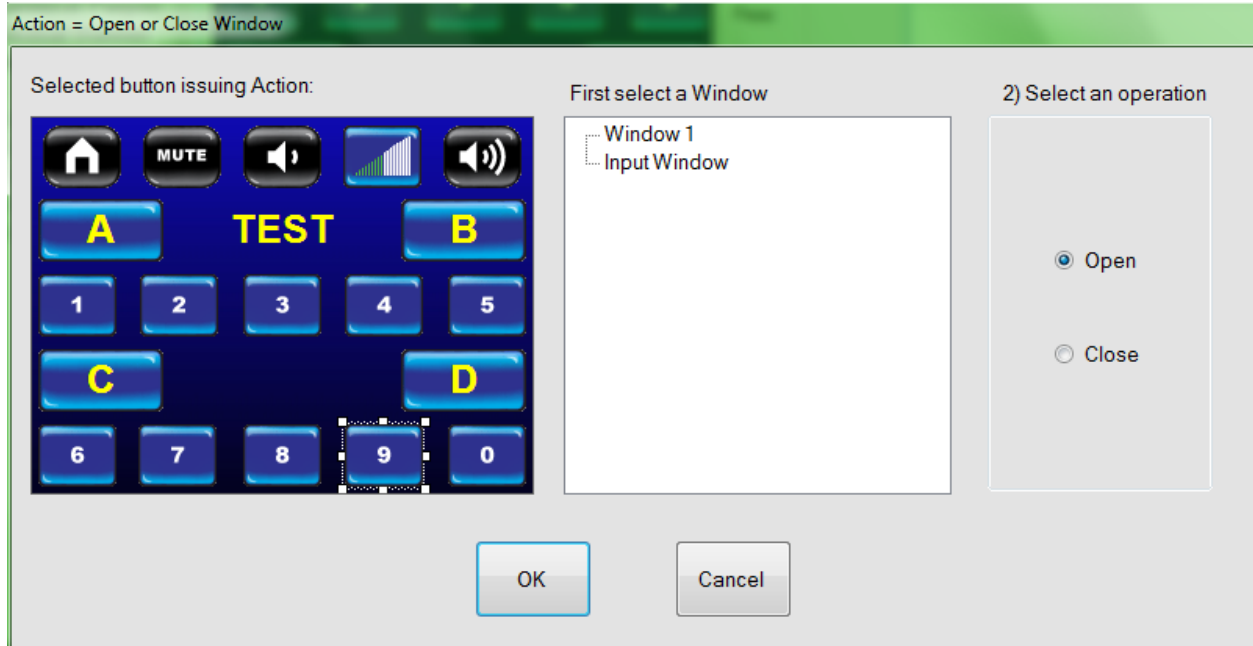 Action = Open or Close Window
Selected button issuing Action:
First select a Window
2) Select an operation
MUTE
A TEST B
1 2 3 4 5
C D
6 7 8 9 0
Window 1
Input Window
Open
Close
OK Cancel